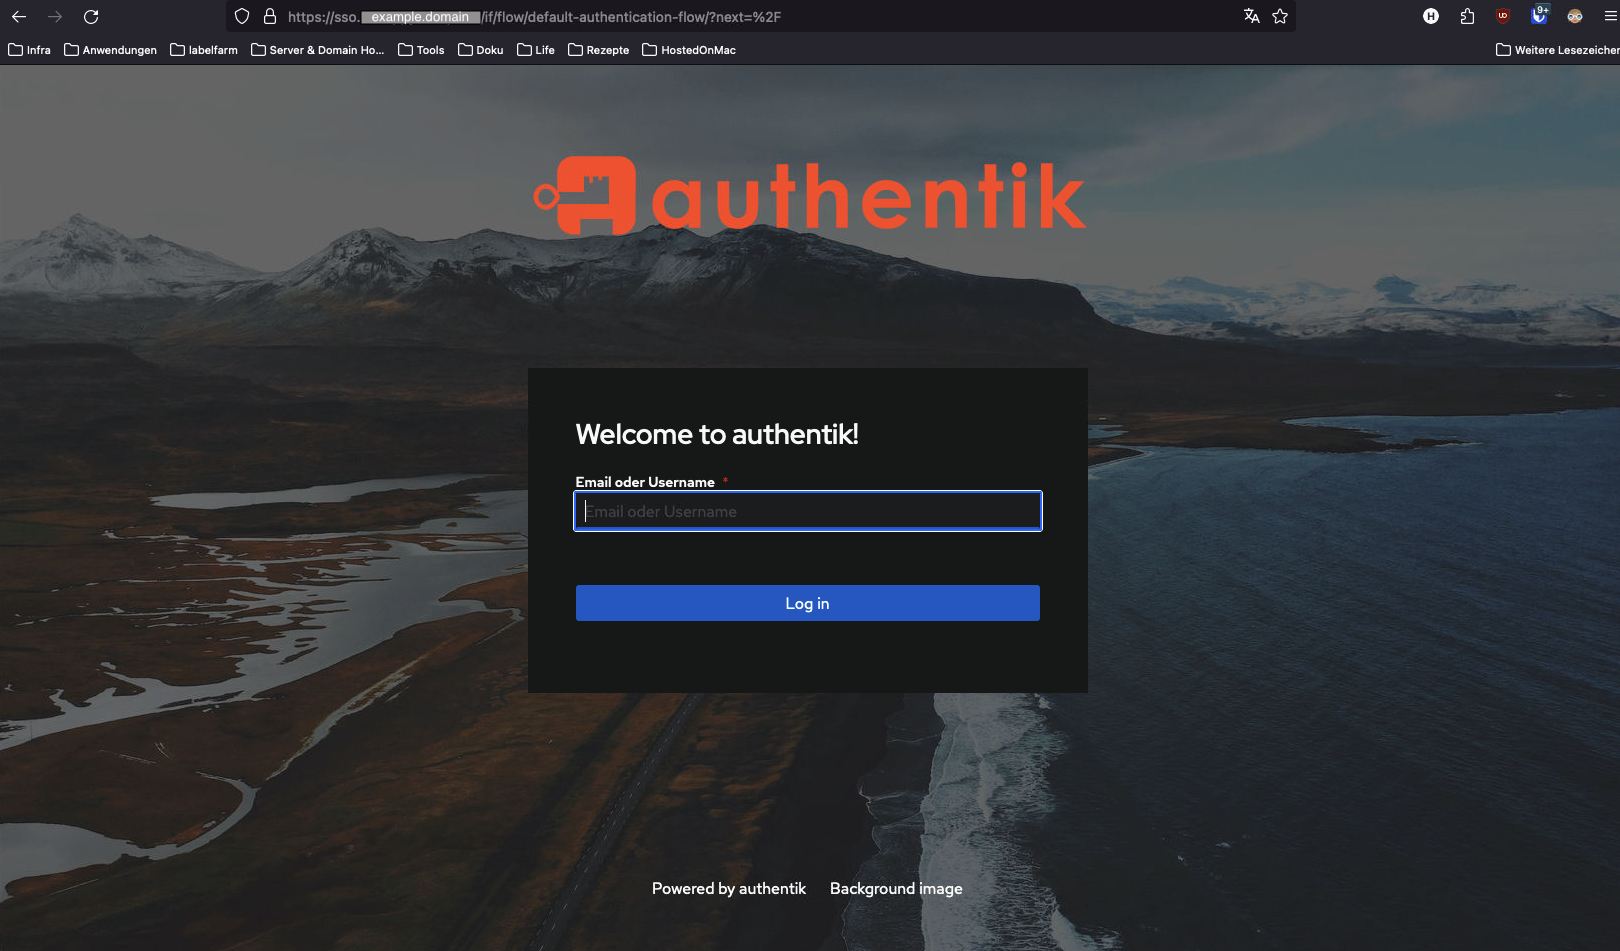 https://sso. example.domain /if/flow/default-authentication-flow/?next=%2F
H
UD
9+
Infra Anwendungen labelfarm Server & Domain Ho... Tools Doku Life Rezepte HostedOnMac Weitere Lesezeichen
authentik
Welcome to authentik!
Email oder Username *
Email oder Username
Log in
Powered by authentik Background image